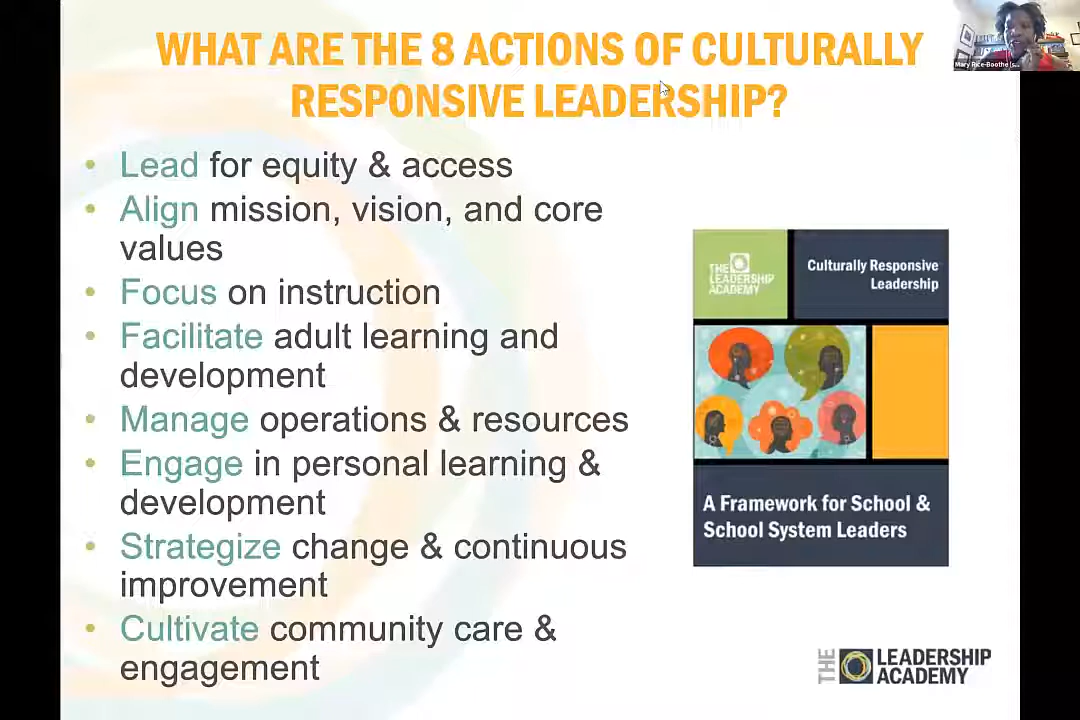 WHAT ARE THE 8 ACTIONS OF CULTURALLY
RESPONSIVE LEADERSHIP?
• Lead for equity & access
• Align mission, vision, and core
values
• Focus on instruction
• Facilitate adult learning and
development
• Manage operations & resources
• Engage in personal learning &
development
• Strategize change & continuous
improvement
• Cultivate community care &
engagement
THE
LEADERSHIP
ACADEMY
Culturally Responsive
Leadership
A Framework for School &
School System Leaders
THE
LEADERSHIP
ACADEMY
Mary Rice-Boothe